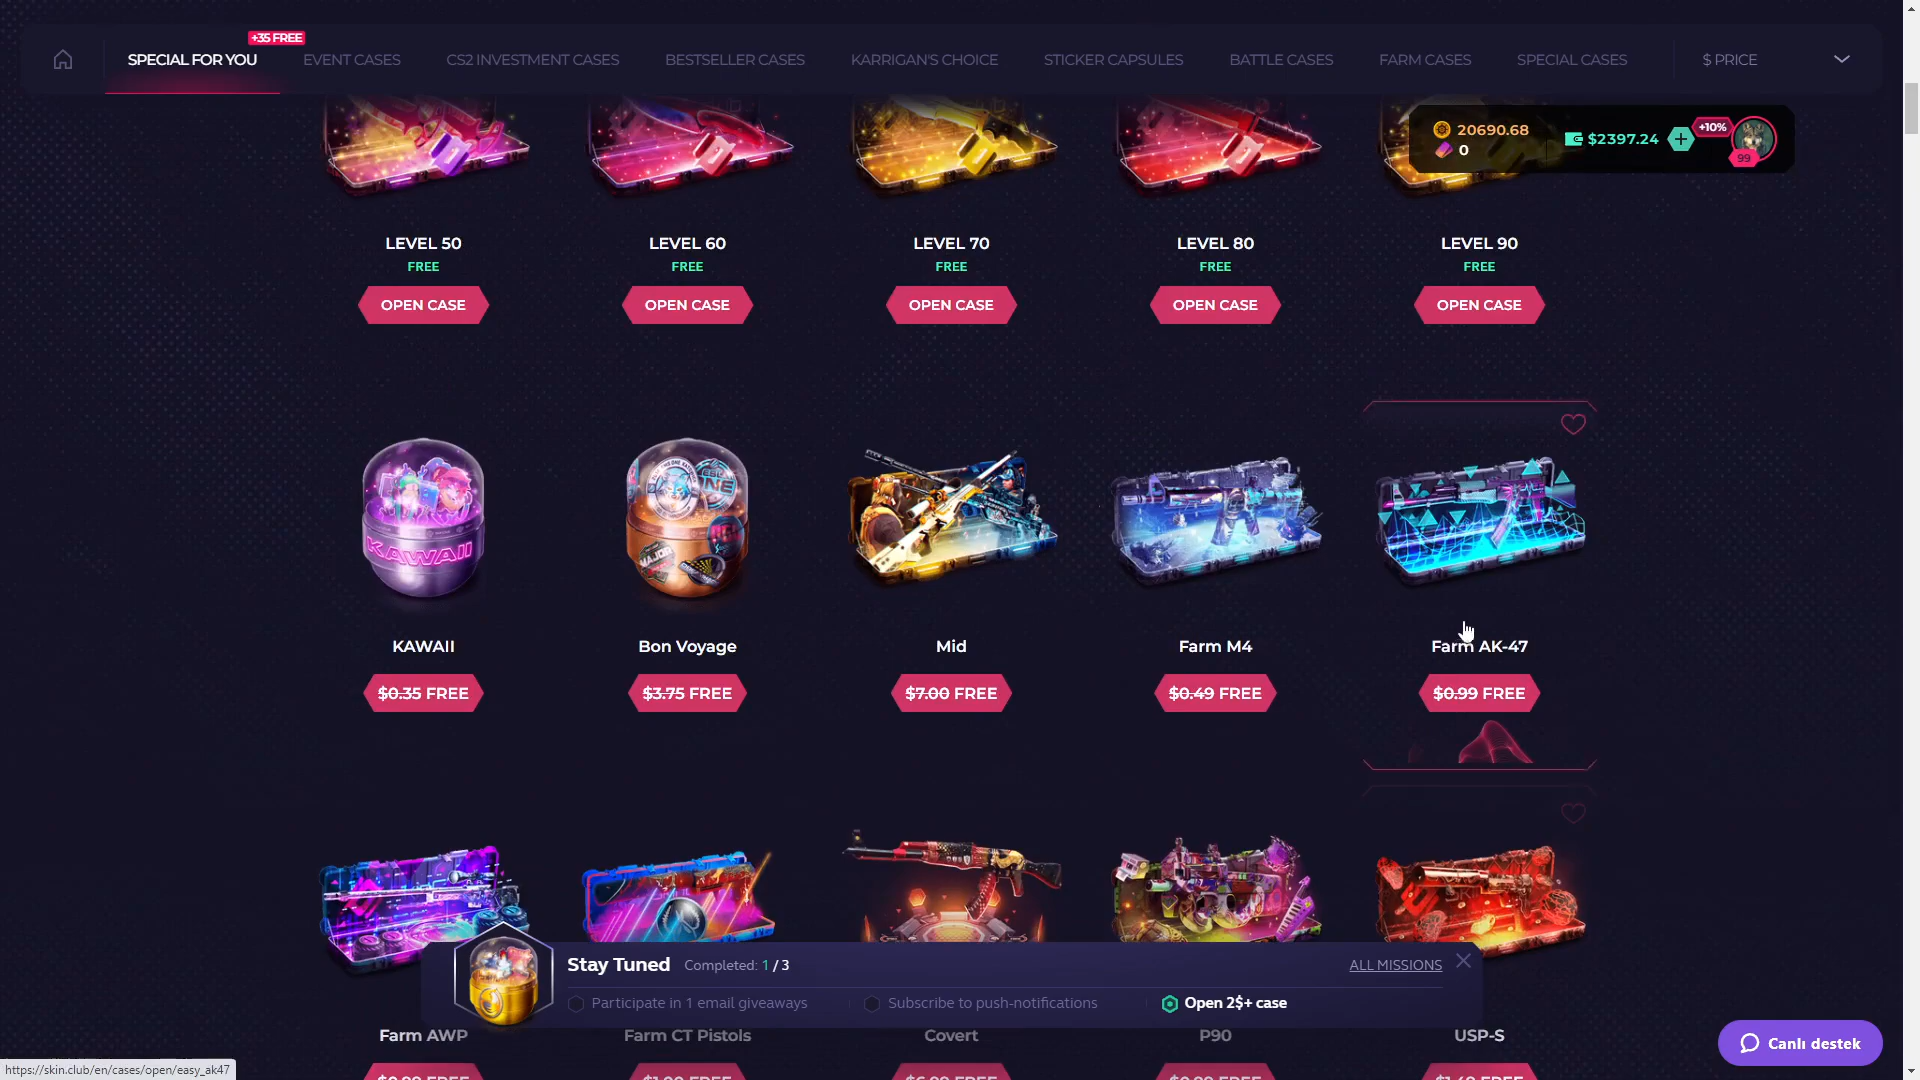 +35 FREE
SPECIAL FOR YOU
EVENT CASES
CS2 INVESTMENT CASES
BESTSELLER CASES
KARRIGAN'S CHOICE
STICKER CAPSULES
BATTLE CASES
FARM CASES
SPECIAL CASES
$ PRICE
20690.68
0
$2397.24
+10%
99
LEVEL 50
FREE
OPEN CASE
LEVEL 60
FREE
OPEN CASE
LEVEL 70
FREE
OPEN CASE
LEVEL 80
FREE
OPEN CASE
LEVEL 90
FREE
OPEN CASE
KAWAII
KAWAII
$0.35 FREE
MAJOR
Bon Voyage
$3.75 FREE
Mid
$7.00 FREE
Farm M4
$0.49 FREE
Farm AK-47
$0.99 FREE
Stay Tuned
Completed: 1 / 3
ALL MISSIONS
Participate in 1 email giveaways
Subscribe to push-notifications
Open 2$+ case
Farm AWP
Farm CT Pistols
Covert
P90
USP-S
Canlı destek
https://skin.club/en/cases/open/easy_ak47